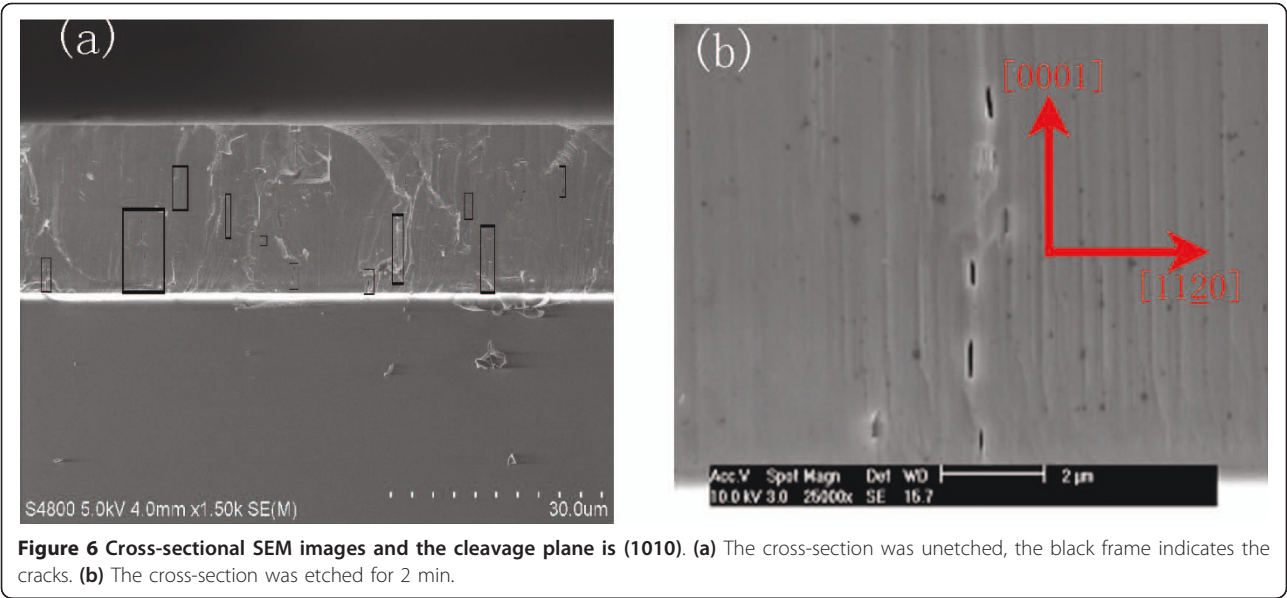 (a)
(b)
[0001]
[112̲0]
S4800 5.0kV 4.0mm x1.50k SE(M) 30.0um
Acc.V Spot Magn Det WD 2 μm
10.0 kV 3.0 25000x SE 15.7
Figure 6 Cross-sectional SEM images and the cleavage plane is (1010). (a) The cross-section was unetched, the black frame indicates the
cracks. (b) The cross-section was etched for 2 min.